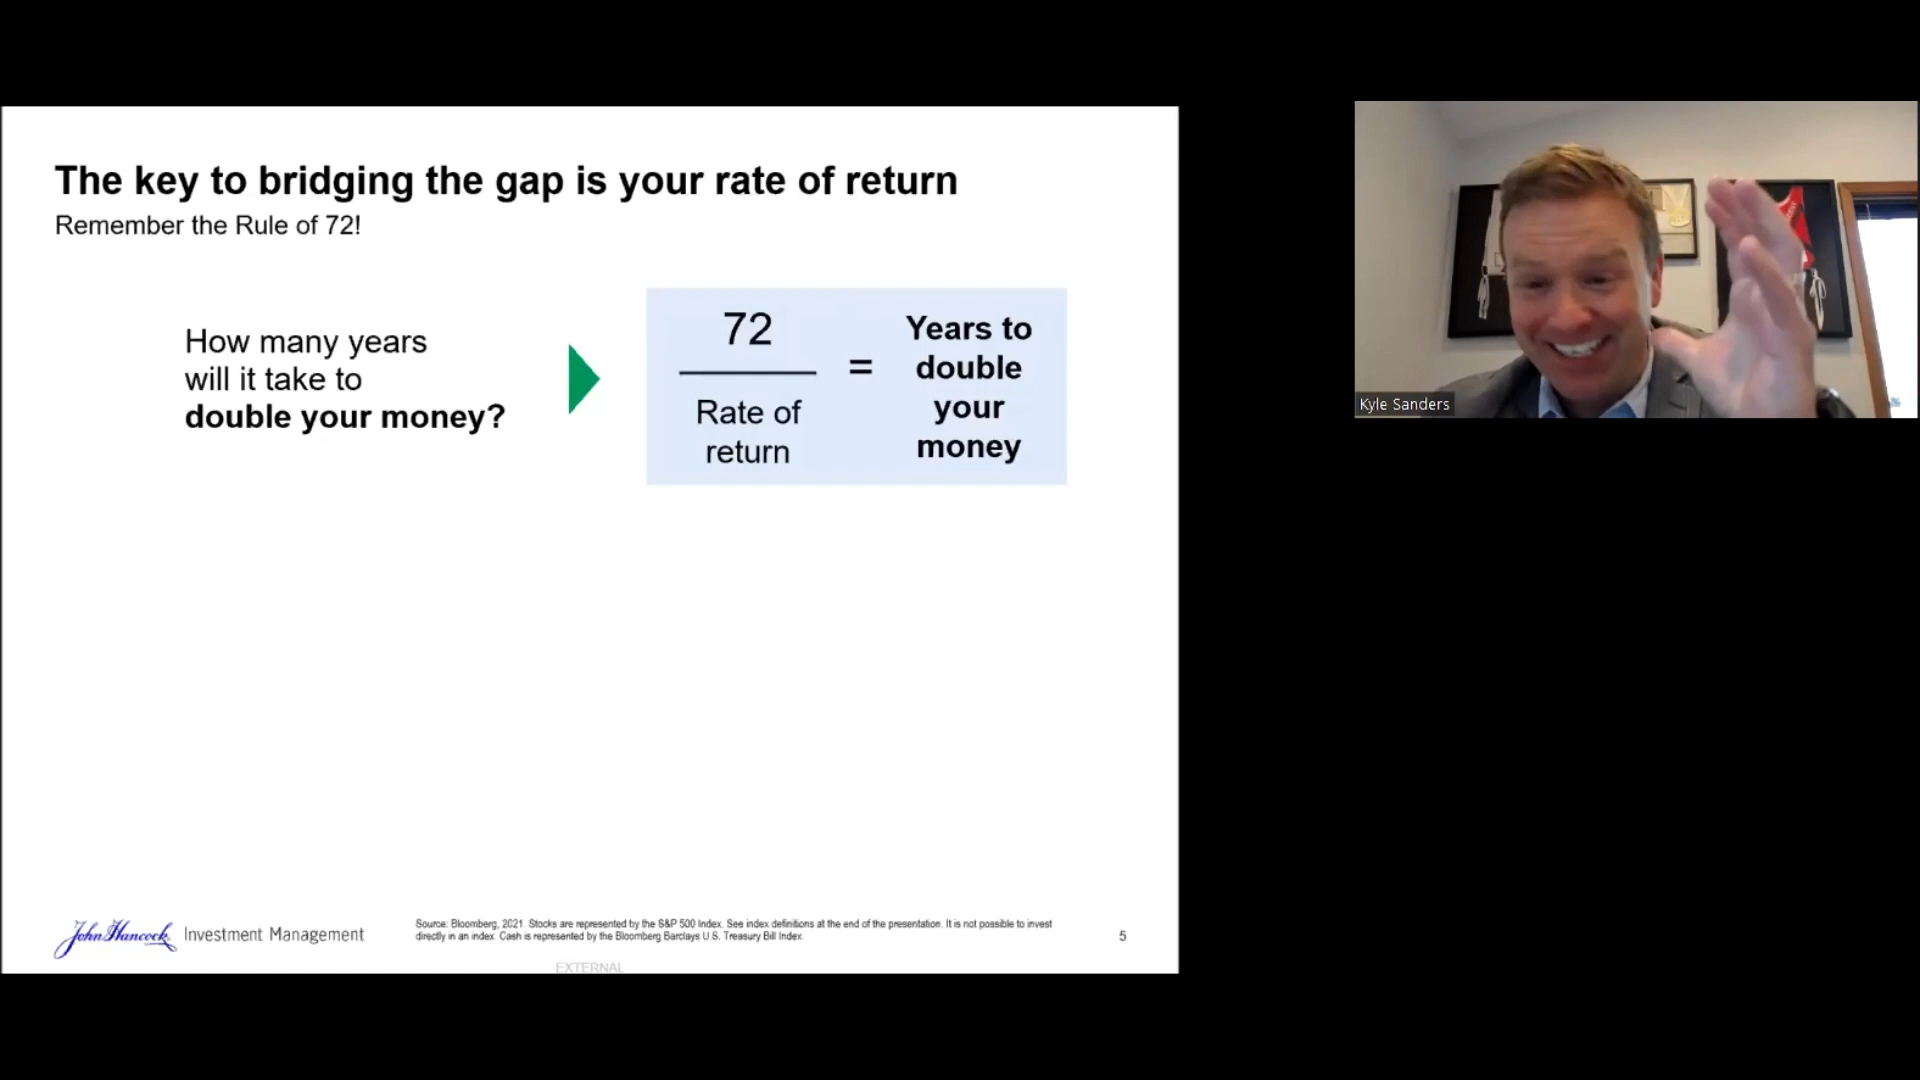 The key to bridging the gap is your rate of return
Remember the Rule of 72!
How many years
will it take to
double your money?
72
Rate of
return
=
Years to
double
your
money
Kyle Sanders
John Hancock Investment Management
Source: Bloomberg, 2021. Stocks are represented by the S&P 500 Index. See index definitions at the end of the presentation. It is not possible to invest
directly in an index. Cash is represented by the Bloomberg Barclays U.S. Treasury Bill Index.
5
EXTERNAL